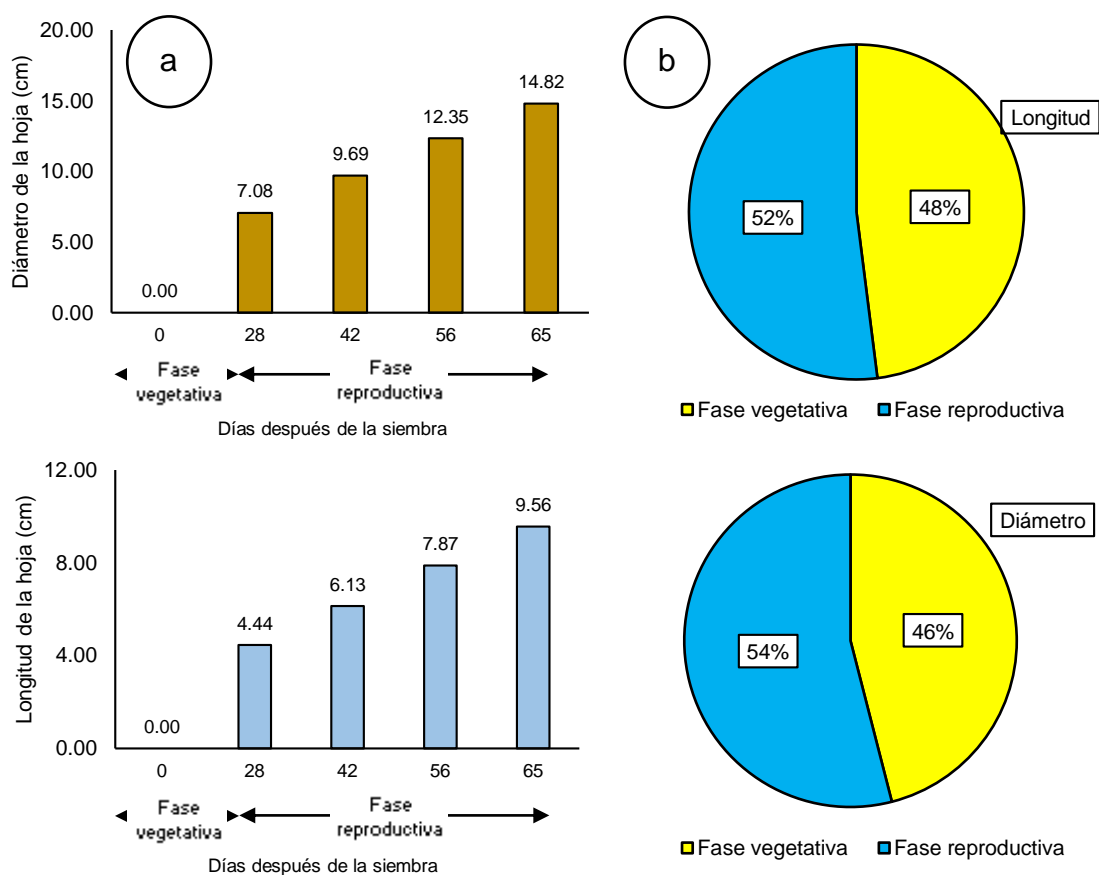 a
Diámetro de la hoja (cm)
20.00
15.00
10.00
5.00
0.00
0.00
7.08
9.69
12.35
14.82
0 28 42 56 65
Fase
vegetativa
Fase
reproductiva
Días después de la siembra
b
Longitud
52%
48%
Fase vegetativa Fase reproductiva
Longitud de la hoja (cm)
12.00
8.00
4.00
0.00
0.00
4.44
6.13
7.87
9.56
0 28 42 56 65
Fase
vegetativa
Fase
reproductiva
Días después de la siembra
Diámetro
54%
46%
Fase vegetativa Fase reproductiva